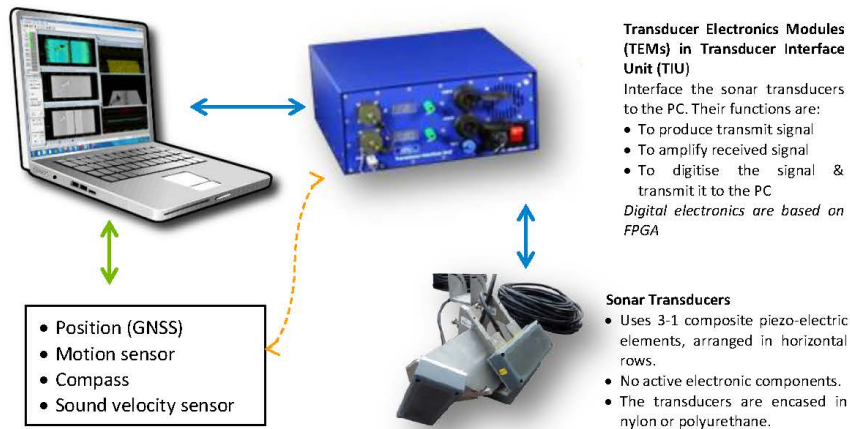 Transducer Electronics Modules
(TEMs) in Transducer Interface
Unit (TIU)
Interface the sonar transducers
to the PC. Their functions are:
• To produce transmit signal
• To amplify received signal
• To digitise the signal &
transmit it to the PC
Digital electronics are based on
FPGA
Transducer Interface Unit
• Position (GNSS)
• Motion sensor
• Compass
• Sound velocity sensor
Sonar Transducers
• Uses 3-1 composite piezo-electric
elements, arranged in horizontal
rows.
• No active electronic components.
• The transducers are encased in
nylon or polyurethane.